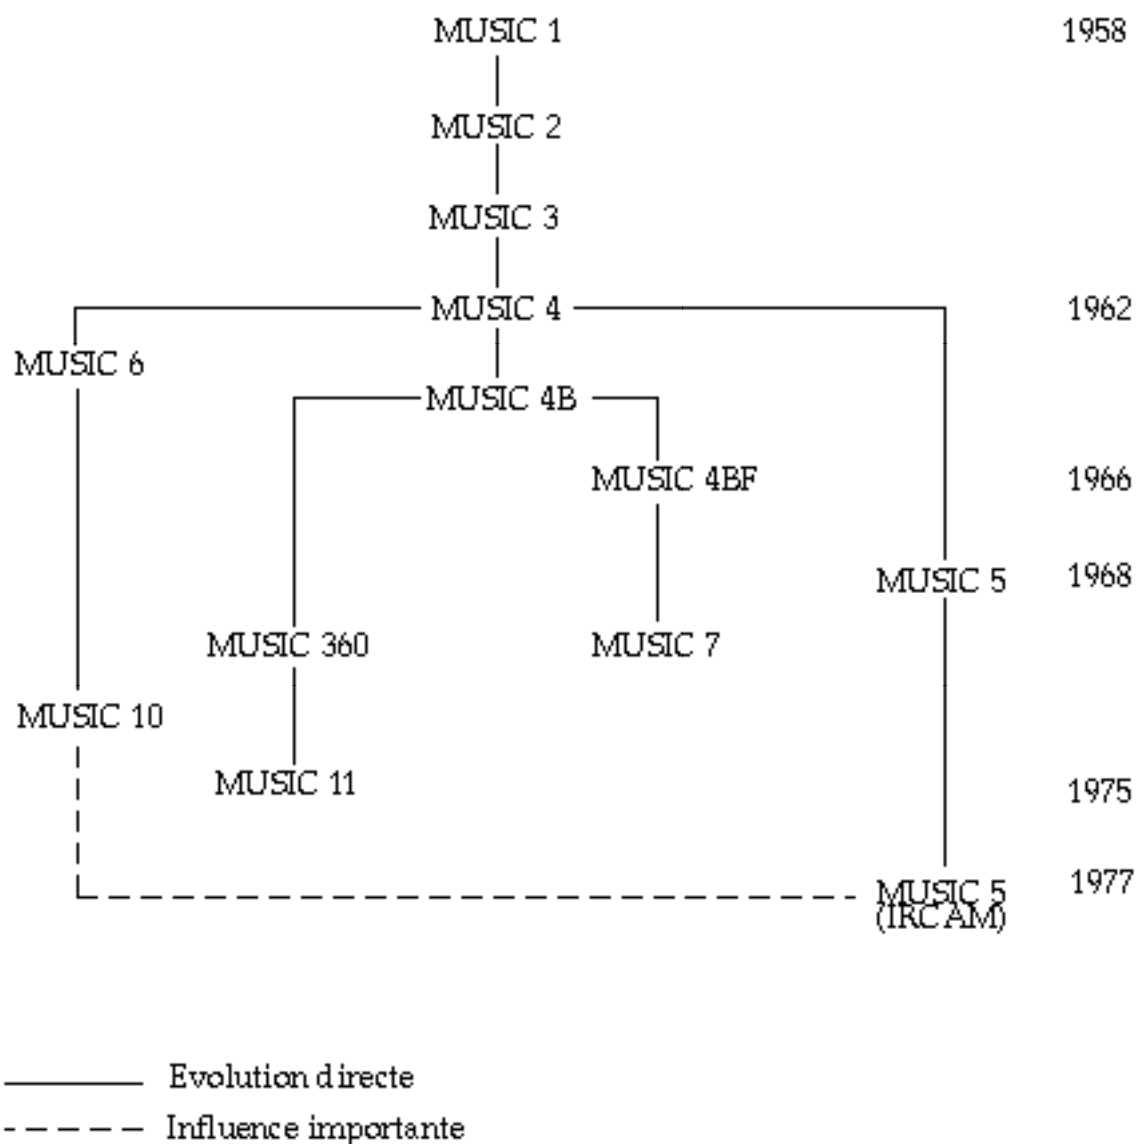 MUSIC 1 1958
MUSIC 2
MUSIC 3
MUSIC 4 1962
MUSIC 6
MUSIC 4B
MUSIC 4BF 1966
MUSIC 5 1968
MUSIC 360 MUSIC 7
MUSIC 10
MUSIC 11 1975
MUSIC 5 1977
(IRCAM)
Evolution directe
Influence importante